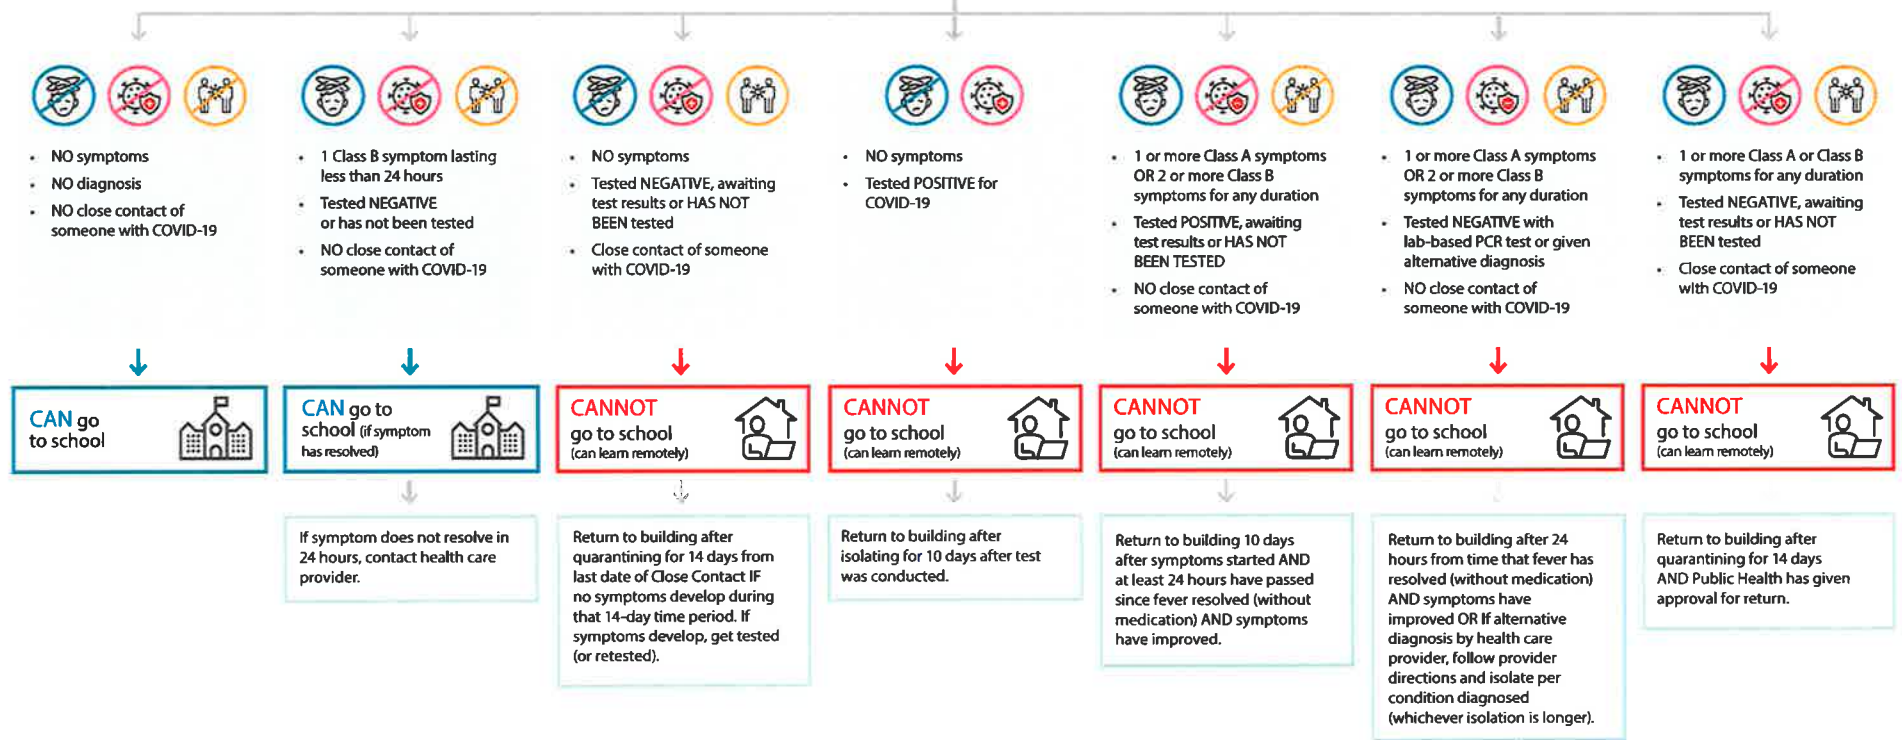 • NO symptoms
• NO diagnosis
• NO close contact of
someone with COVID-19
CAN go
to school
• 1 Class B symptom lasting
less than 24 hours
• Tested NEGATIVE
or has not been tested
• NO close contact of
someone with COVID-19
CAN go to
school (if symptom
has resolved)
If symptom does not resolve in
24 hours, contact health care
provider.
• NO symptoms
• Tested NEGATIVE, awaiting
test results or HAS NOT
BEEN tested
• Close contact of someone
with COVID-19
CANNOT
go to school
(can learn remotely)
Return to building after
quarantining for 14 days from
last date of Close Contact IF
no symptoms develop during
that 14-day time period. If
symptoms develop, get tested
(or retested).
• NO symptoms
• Tested POSITIVE for
COVID-19
CANNOT
go to school
(can learn remotely)
Return to building after
isolating for 10 days after test
was conducted.
• 1 or more Class A symptoms
OR 2 or more Class B
symptoms for any duration
• Tested POSITIVE, awaiting
test results or HAS NOT
BEEN TESTED
• NO close contact of
someone with COVID-19
CANNOT
go to school
(can learn remotely)
Return to building 10 days
after symptoms started AND
at least 24 hours have passed
since fever resolved (without
medication) AND symptoms
have improved.
• 1 or more Class A symptoms
OR 2 or more Class B
symptoms for any duration
• Tested NEGATIVE with
lab-based PCR test or given
alternative diagnosis
• NO close contact of
someone with COVID-19
CANNOT
go to school
(can learn remotely)
Return to building after 24
hours from time that fever has
resolved (without medication)
AND symptoms have
improved OR If alternative
diagnosis by health care
provider, follow provider
directions and isolate per
condition diagnosed
(whichever isolation is longer).
• 1 or more Class A or Class B
symptoms for any duration
• Tested NEGATIVE, awaiting
test results or HAS NOT
BEEN tested
• Close contact of someone
with COVID-19
CANNOT
go to school
(can learn remotely)
Return to building after
quarantining for 14 days
AND Public Health has given
approval for return.